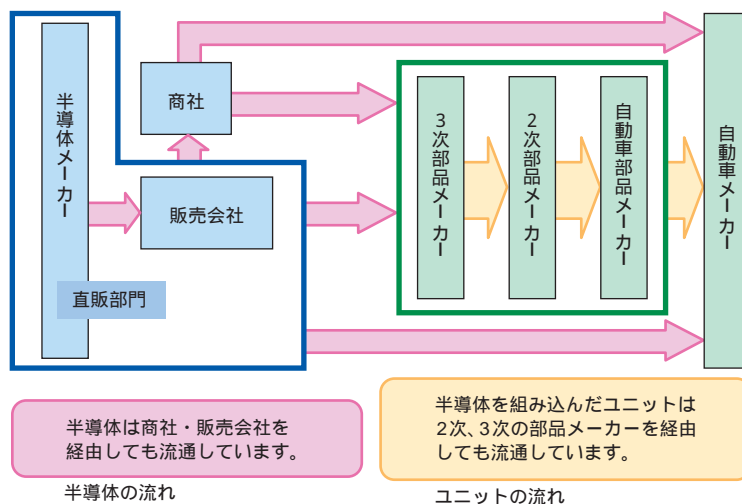 半導体メーカー
商社
販売会社
直販部門
3次部品メーカー
2次部品メーカー
自動車部品メーカー
自動車メーカー
半導体は商社・販売会社を
経由しても流通しています。
半導体の流れ
半導体を組み込んだユニットは
2次、3次の部品メーカーを経由
しても流通しています。
ユニットの流れ